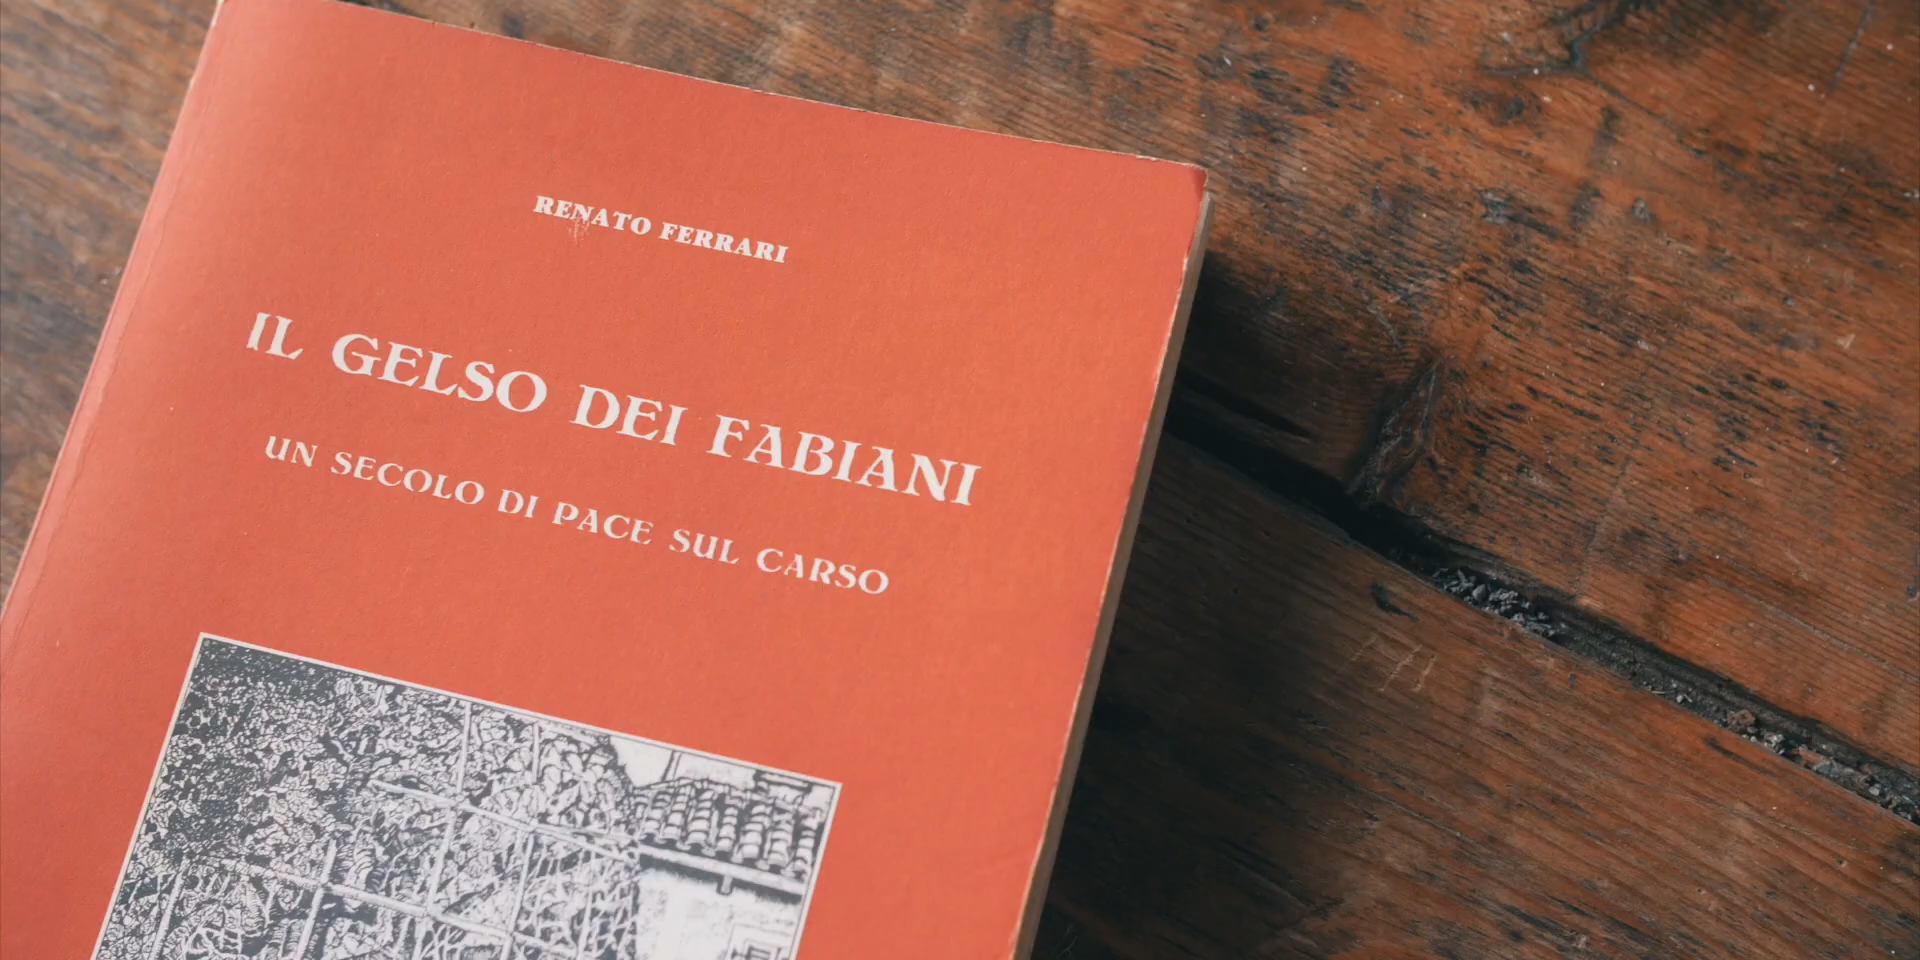 RENATO FERRARI
IL GELSO DEI FABIANI
UN SECOLO DI PACE SUL CARSO